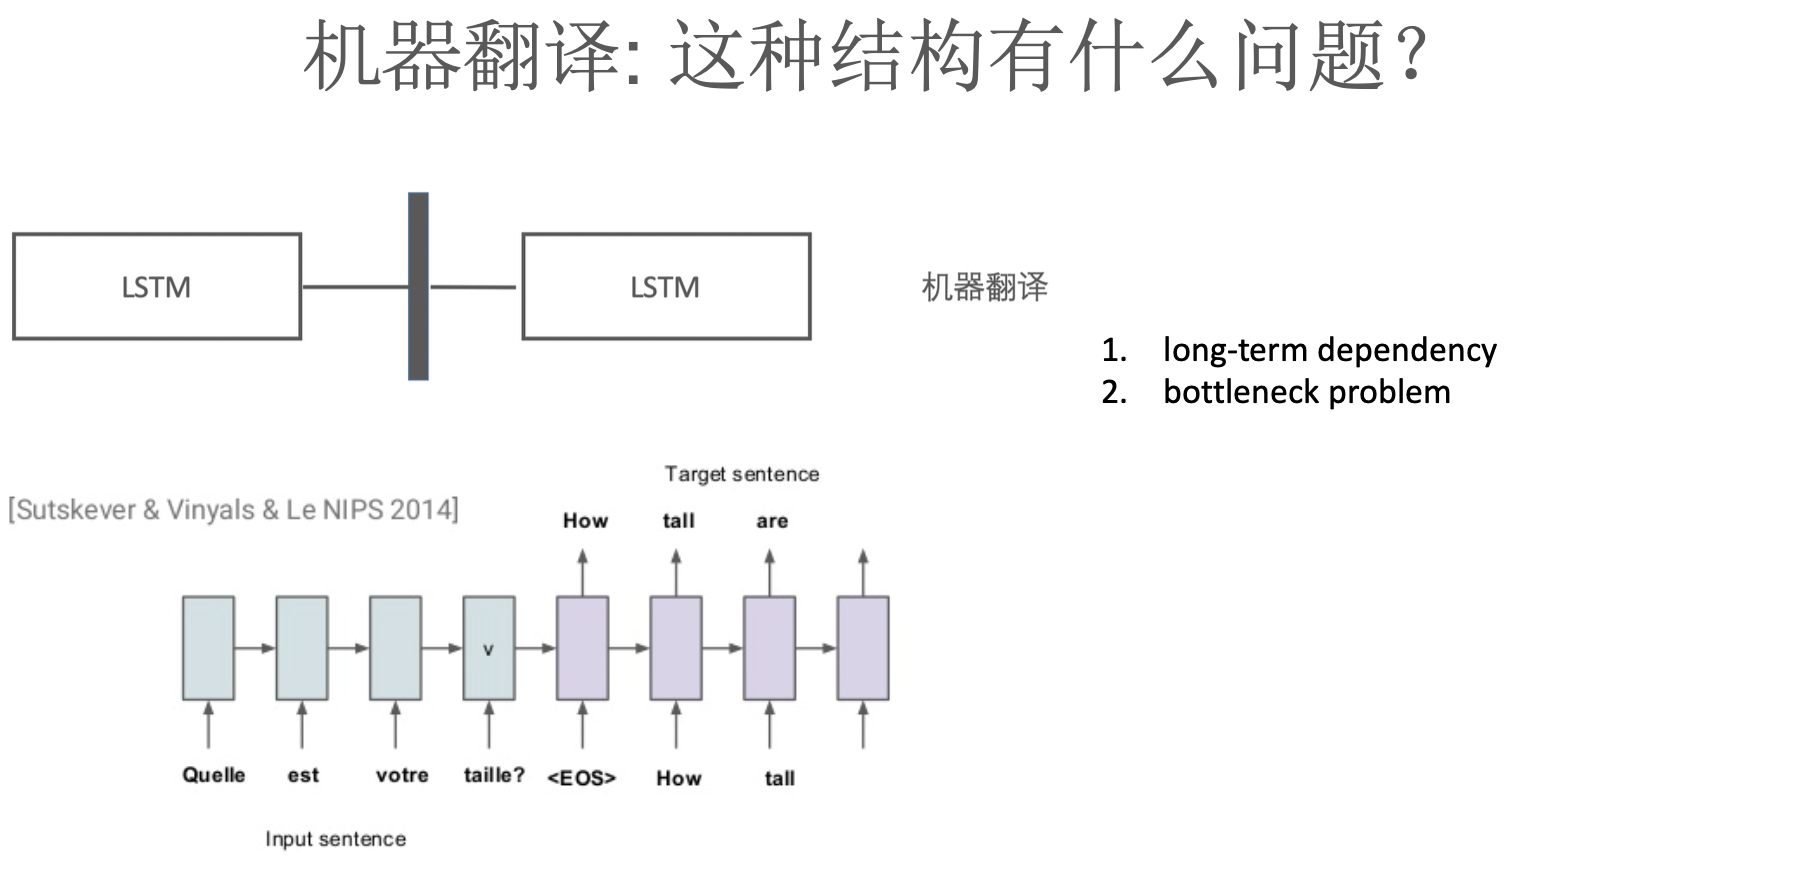 机器翻译: 这种结构有什么问题？
LSTM
LSTM
机器翻译
1. long-term dependency
2. bottleneck problem
[Sutskever & Vinyals & Le NIPS 2014]
Target sentence
How tall are
v
Quelle est votre taille? <EOS> How tall
Input sentence